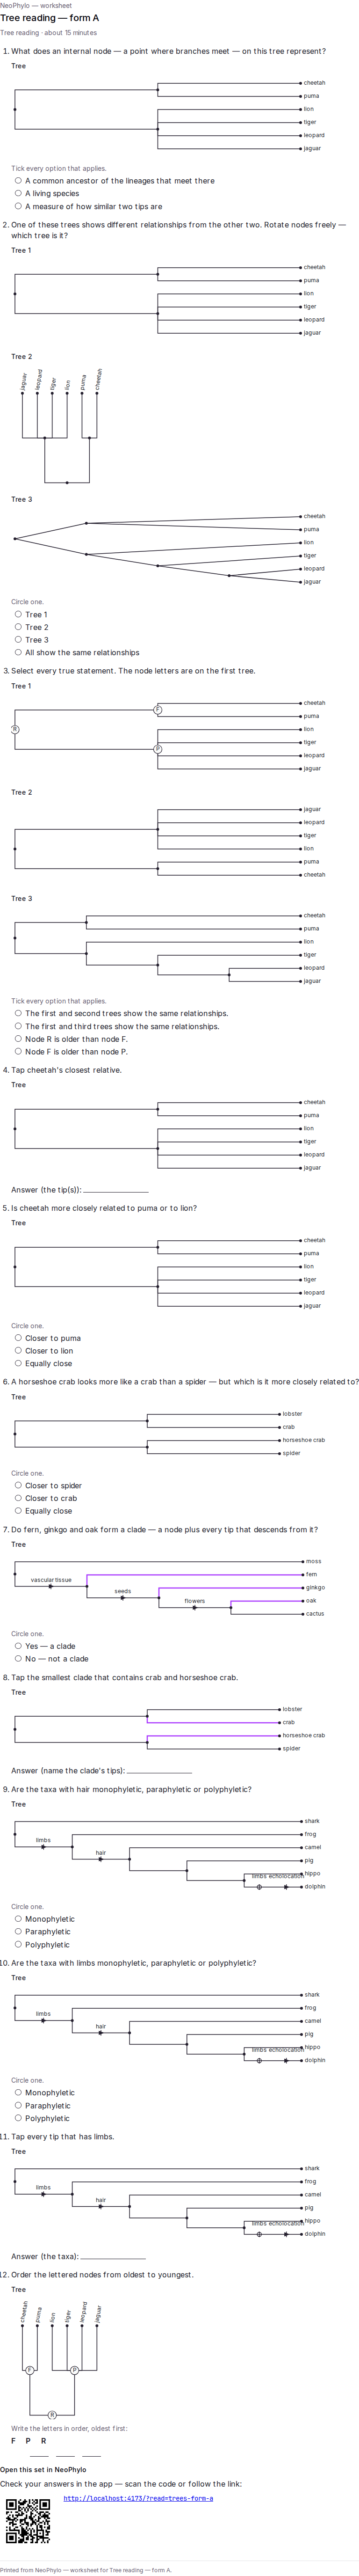 NeoPhylo — worksheet
Tree reading — form A
Tree reading · about 15 minutes
1. What does an internal node — a point where branches meet — on this tree represent?
Tree
cheetah
puma
lion
tiger
leopard
jaguar
Tick every option that applies.
A common ancestor of the lineages that meet there
A living species
A measure of how similar two tips are
2. One of these trees shows different relationships from the other two. Rotate nodes freely —
which tree is it?
Tree 1
cheetah
puma
lion
tiger
leopard
jaguar
Tree 2
jaguar leopard tiger lion puma cheetah
Tree 3
cheetah
puma
lion
tiger
leopard
jaguar
Circle one.
Tree 1
Tree 2
Tree 3
All show the same relationships
3. Select every true statement. The node letters are on the first tree.
Tree 1
cheetah
F
puma
R
lion
tiger
P
leopard
jaguar
Tree 2
jaguar
leopard
tiger
lion
puma
cheetah
Tree 3
cheetah
puma
lion
tiger
leopard
jaguar
Tick every option that applies.
The first and second trees show the same relationships.
The first and third trees show the same relationships.
Node R is older than node F.
Node F is older than node P.
4. Tap cheetah's closest relative.
Tree
cheetah
puma
lion
tiger
leopard
jaguar
Answer (the tip(s)):
5. Is cheetah more closely related to puma or to lion?
Tree
cheetah
puma
lion
tiger
leopard
jaguar
Circle one.
Closer to puma
Closer to lion
Equally close
6. A horseshoe crab looks more like a crab than a spider — but which is it more closely related to?
Tree
lobster
crab
horseshoe crab
spider
Circle one.
Closer to spider
Closer to crab
Equally close
7. Do fern, ginkgo and oak form a clade — a node plus every tip that descends from it?
Tree
moss
fern
vascular tissue
ginkgo
seeds
oak
flowers
cactus
Circle one.
Yes — a clade
No — not a clade
8. Tap the smallest clade that contains crab and horseshoe crab.
Tree
lobster
crab
horseshoe crab
spider
Answer (name the clade's tips):
9. Are the taxa with hair monophyletic, paraphyletic or polyphyletic?
Tree
shark
frog
limbs
camel
hair
pig
hippo
limbs echolocation
dolphin
Circle one.
Monophyletic
Paraphyletic
Polyphyletic
10. Are the taxa with limbs monophyletic, paraphyletic or polyphyletic?
Tree
shark
frog
limbs
camel
hair
pig
hippo
limbs echolocation
dolphin
Circle one.
Monophyletic
Paraphyletic
Polyphyletic
11. Tap every tip that has limbs.
Tree
shark
frog
limbs
camel
hair
pig
hippo
limbs echolocation
dolphin
Answer (the taxa):
12. Order the lettered nodes from oldest to youngest.
Tree
cheetah puma lion tiger leopard jaguar
F P
R
Write the letters in order, oldest first:
F P R
Open this set in NeoPhylo
Check your answers in the app — scan the code or follow the link:
http://localhost:4173/?read=trees-form-a
Printed from NeoPhylo — worksheet for Tree reading — form A.